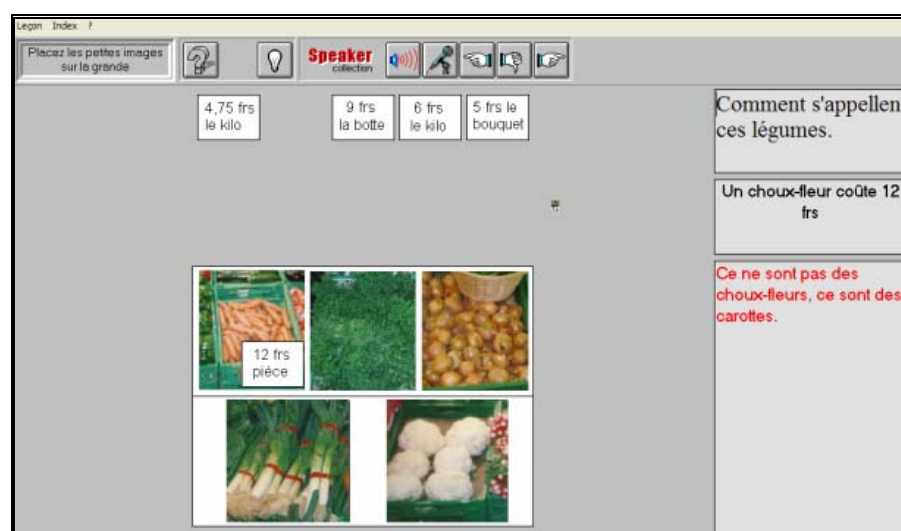 Leçon Index ?
Placez les petites images
sur la grande
Speaker
collection
4,75 frs
le kilo
9 frs
la botte
6 frs
le kilo
5 frs le
bouquet
Comment s'appellen
ces légumes.
Un choux-fleur coûte 12
frs
Ce ne sont pas des
choux-fleurs, ce sont des
carottes.
12 frs
pièce